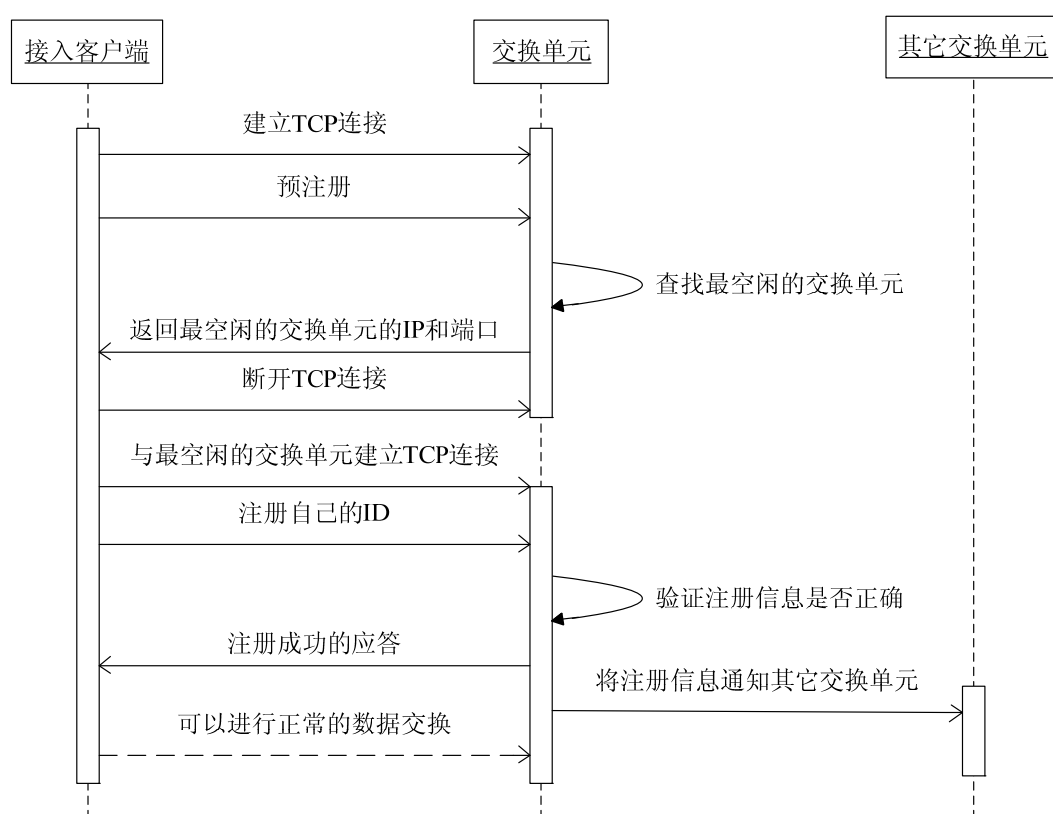 接入客户端
交换单元
其它交换单元
建立TCP连接
预注册
查找最空闲的交换单元
返回最空闲的交换单元的IP和端口
断开TCP连接
与最空闲的交换单元建立TCP连接
注册自己的ID
验证注册信息是否正确
注册成功的应答
将注册信息通知其它交换单元
可以进行正常的数据交换